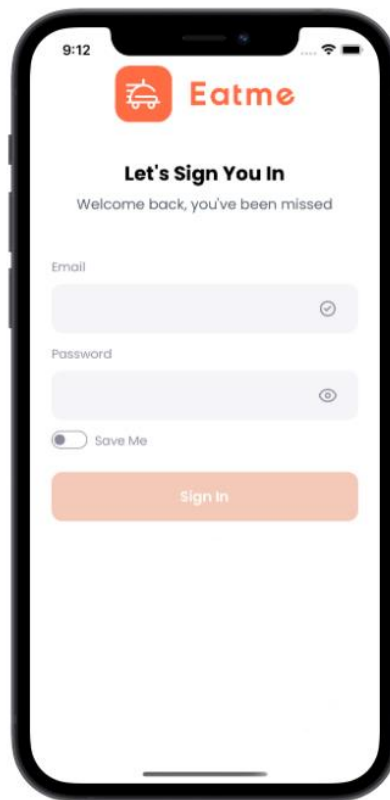 9:12
Eatme
Let's Sign You In
Welcome back, you've been missed
Email
Password
Save Me
Sign In